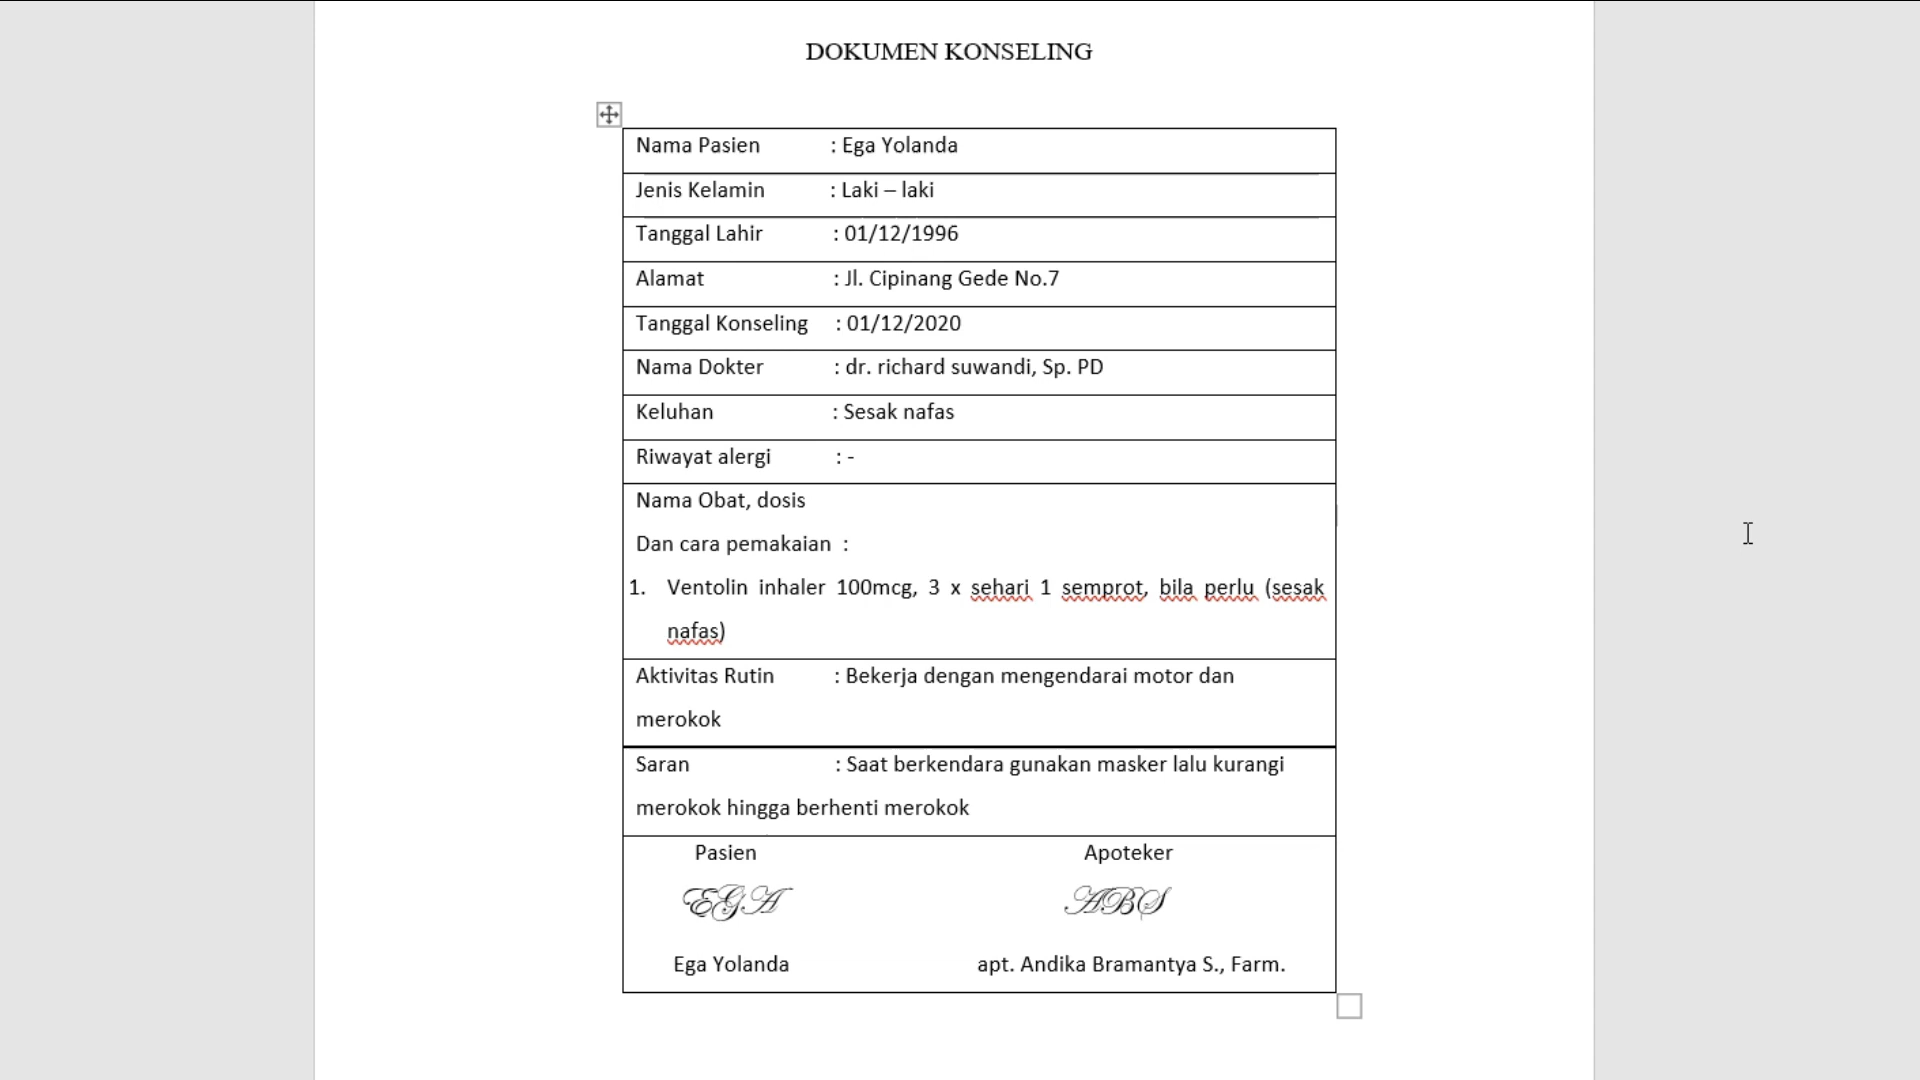 DOKUMEN KONSELING
Nama Pasien : Ega Yolanda
Jenis Kelamin : Laki – laki
Tanggal Lahir : 01/12/1996
Alamat : Jl. Cipinang Gede No.7
Tanggal Konseling : 01/12/2020
Nama Dokter : dr. richard suwandi, Sp. PD
Keluhan : Sesak nafas
Riwayat alergi : -
Nama Obat, dosis
Dan cara pemakaian :
1. Ventolin inhaler 100mcg, 3 x sehari 1 semprot, bila perlu (sesak
nafas)
Aktivitas Rutin : Bekerja dengan mengendarai motor dan
merokok
Saran : Saat berkendara gunakan masker lalu kurangi
merokok hingga berhenti merokok
Pasien Apoteker
EGA ABS
Ega Yolanda apt. Andika Bramantya S., Farm.